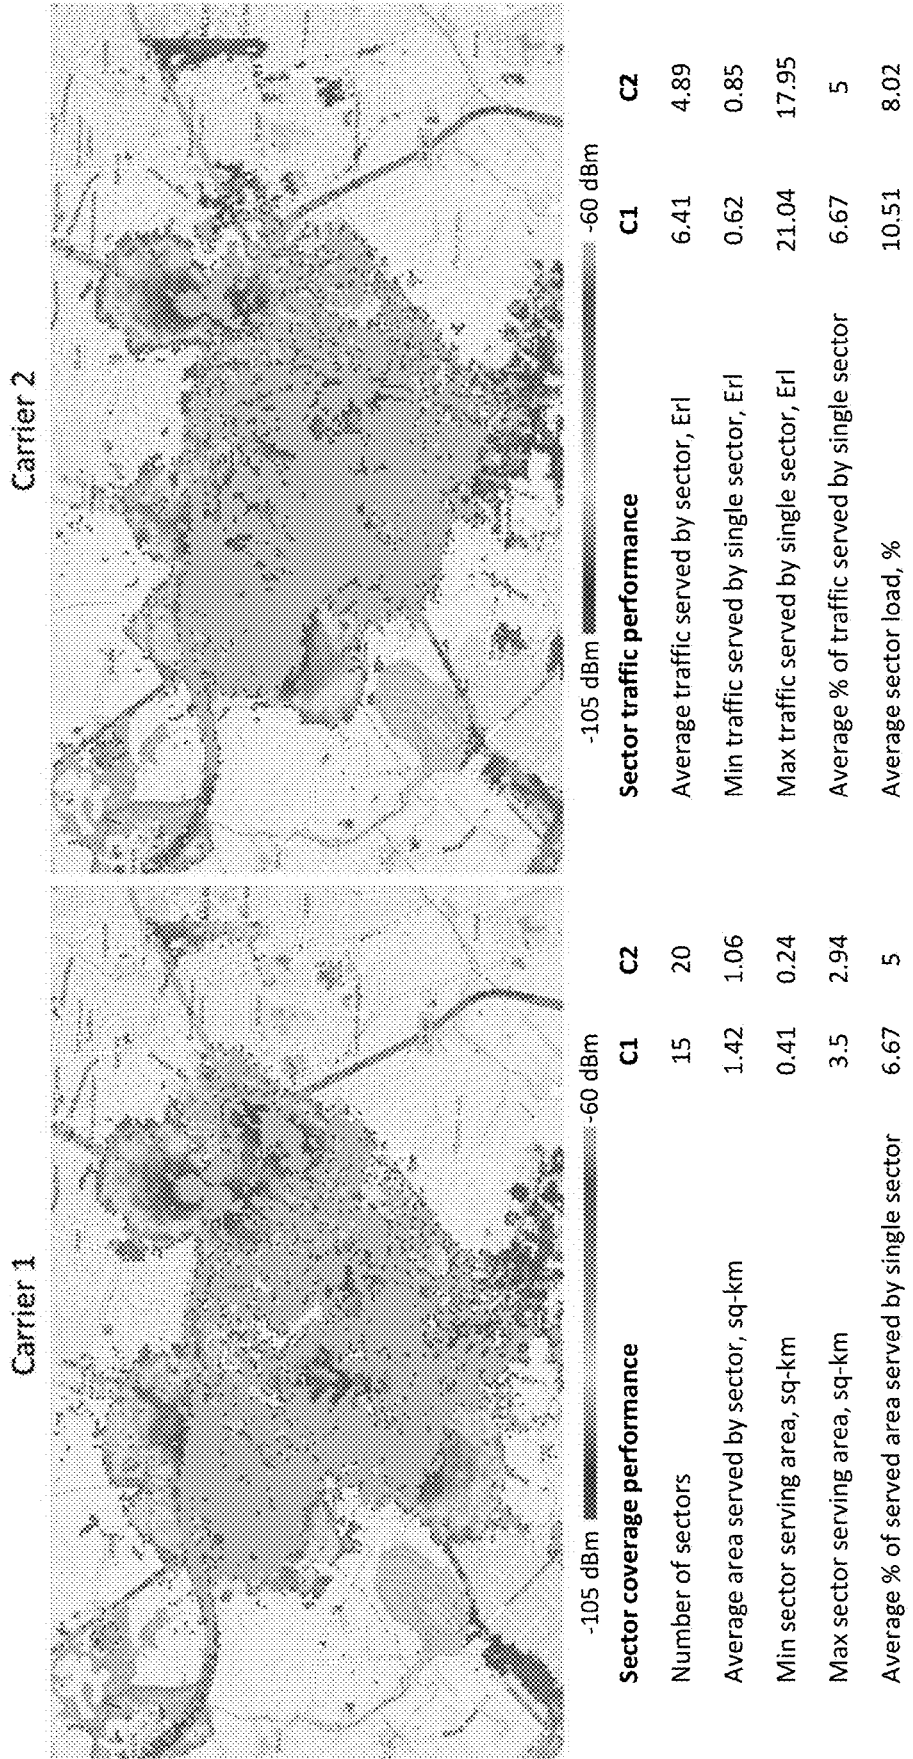 Carrier 1
Carrier 2
-105 dBm -60 dBm
-105 dBm -60 dBm
Sector coverage performance C1 C2
Number of sectors 15 20
Average area served by sector, sq-km 1.42 1.06
Min sector serving area, sq-km 0.41 0.24
Max sector serving area, sq-km 3.5 2.94
Average % of served area served by single sector 6.67 5
Sector traffic performance C1 C2
Average traffic served by sector, Erl 6.41 4.89
Min traffic served by single sector, Erl 0.62 0.85
Max traffic served by single sector, Erl 21.04 17.95
Average % of traffic served by single sector 6.67 5
Average sector load, % 10.51 8.02